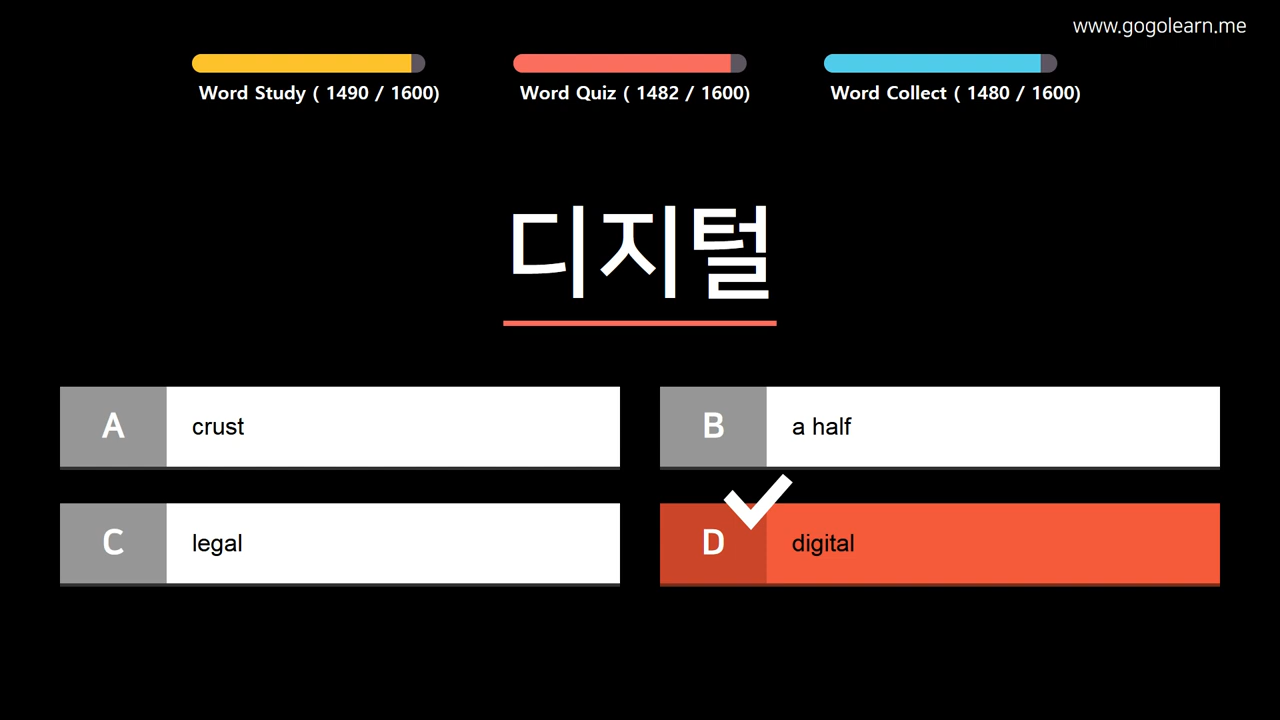 www.gogolearn.me
Word Study ( 1490 / 1600)
Word Quiz ( 1482 / 1600)
Word Collect ( 1480 / 1600)
디지털
A crust
B a half
C legal
D digital